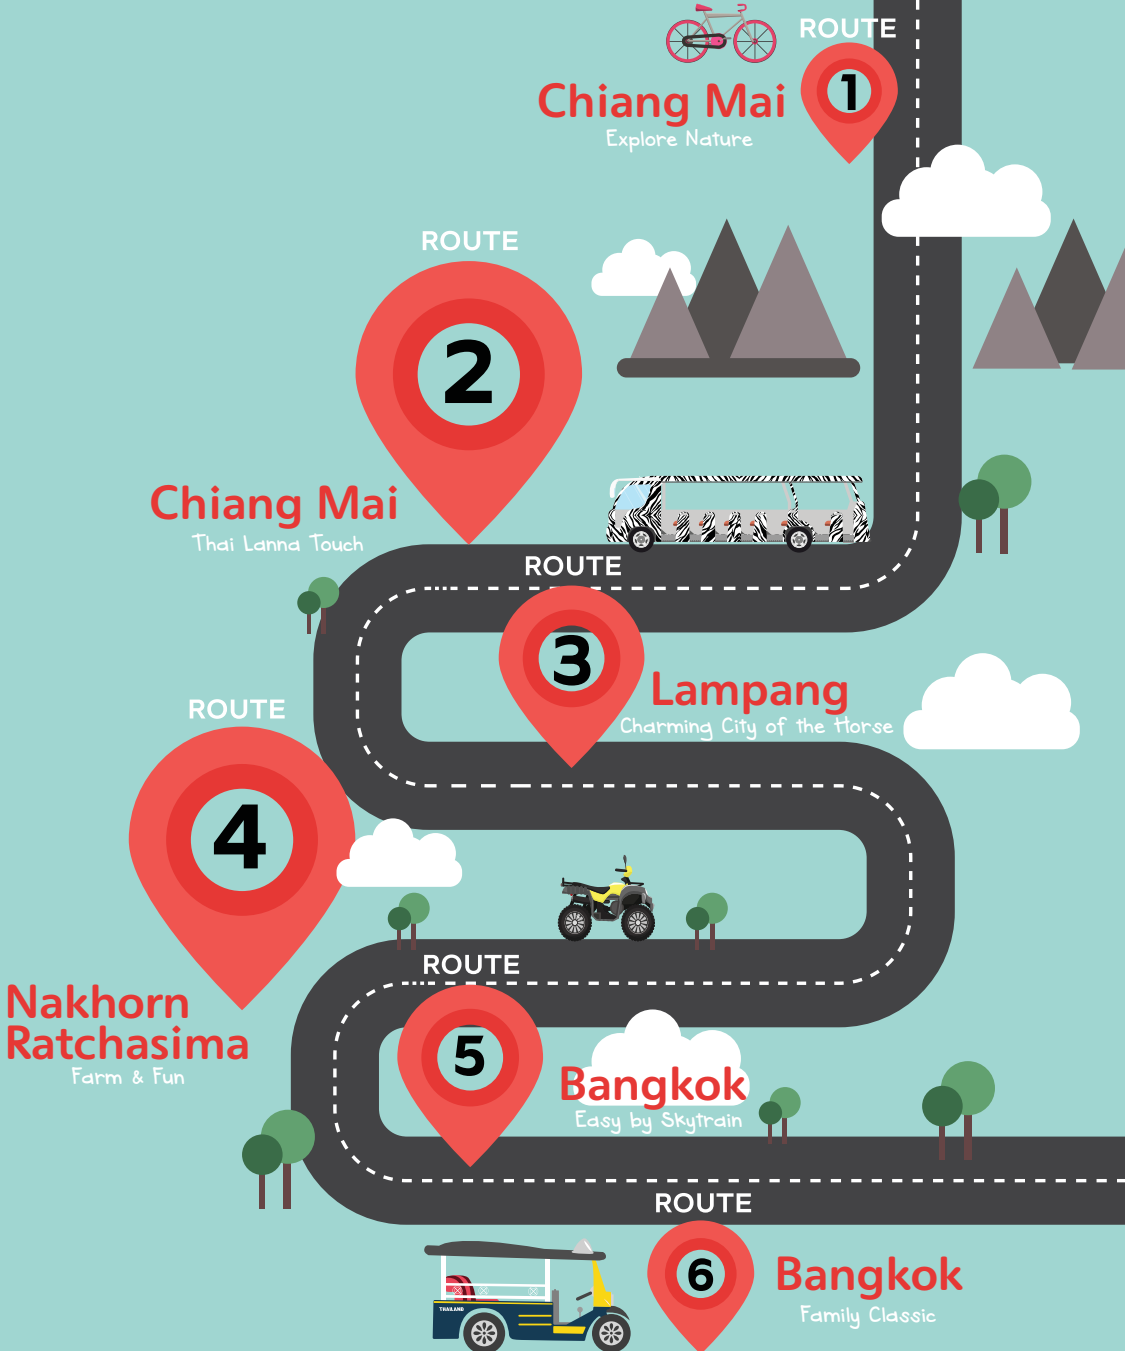 ROUTE
1
Chiang Mai
Explore Nature
ROUTE
2
Chiang Mai
Thai Lanna Touch
ROUTE
3
Lampang
Charming City of the Horse
ROUTE
4
Nakhorn
Ratchasima
Farm & Fun
ROUTE
5
Bangkok
Easy by Skytrain
ROUTE
6
Bangkok
Family Classic
THAILAND